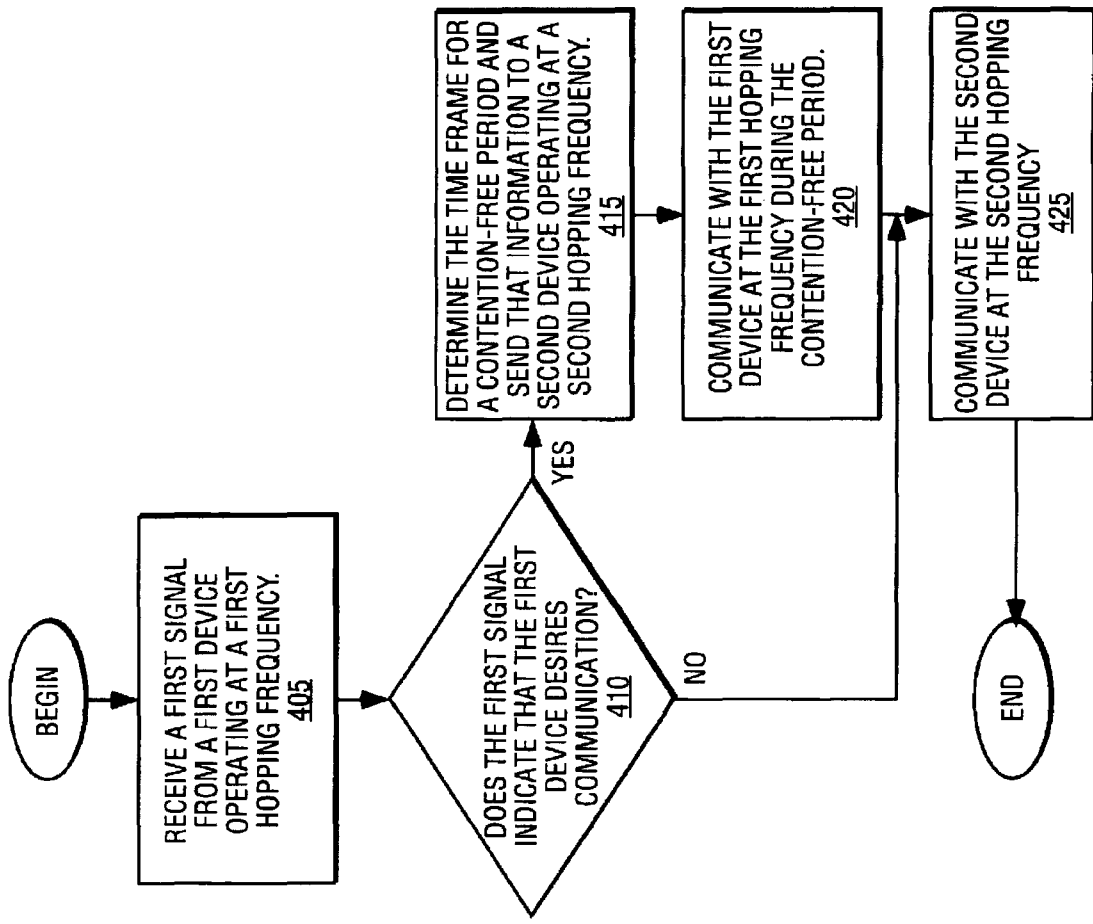 BEGIN
RECEIVE A FIRST SIGNAL
FROM A FIRST DEVICE
OPERATING AT A FIRST
HOPPING FREQUENCY.
405
DOES THE FIRST SIGNAL
INDICATE THAT THE FIRST
DEVICE DESIRES
COMMUNICATION?
410
YES
NO
DETERMINE THE TIME FRAME FOR
A CONTENTION-FREE PERIOD AND
SEND THAT INFORMATION TO A
SECOND DEVICE OPERATING AT A
SECOND HOPPING FREQUENCY.
415
COMMUNICATE WITH THE FIRST
DEVICE AT THE FIRST HOPPING
FREQUENCY DURING THE
CONTENTION-FREE PERIOD.
420
COMMUNICATE WITH THE SECOND
DEVICE AT THE SECOND HOPPING
FREQUENCY
425
END